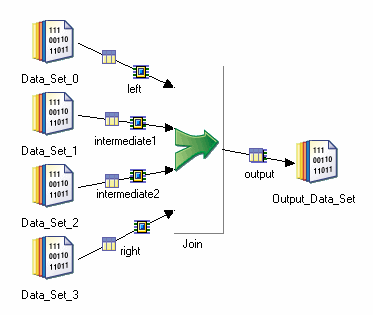 111
00110
11011
Data_Set_0
left
111
00110
11011
Data_Set_1
intermediate1
111
00110
11011
Data_Set_2
intermediate2
111
00110
11011
Data_Set_3
right
Join
output
111
00110
11011
Output_Data_Set